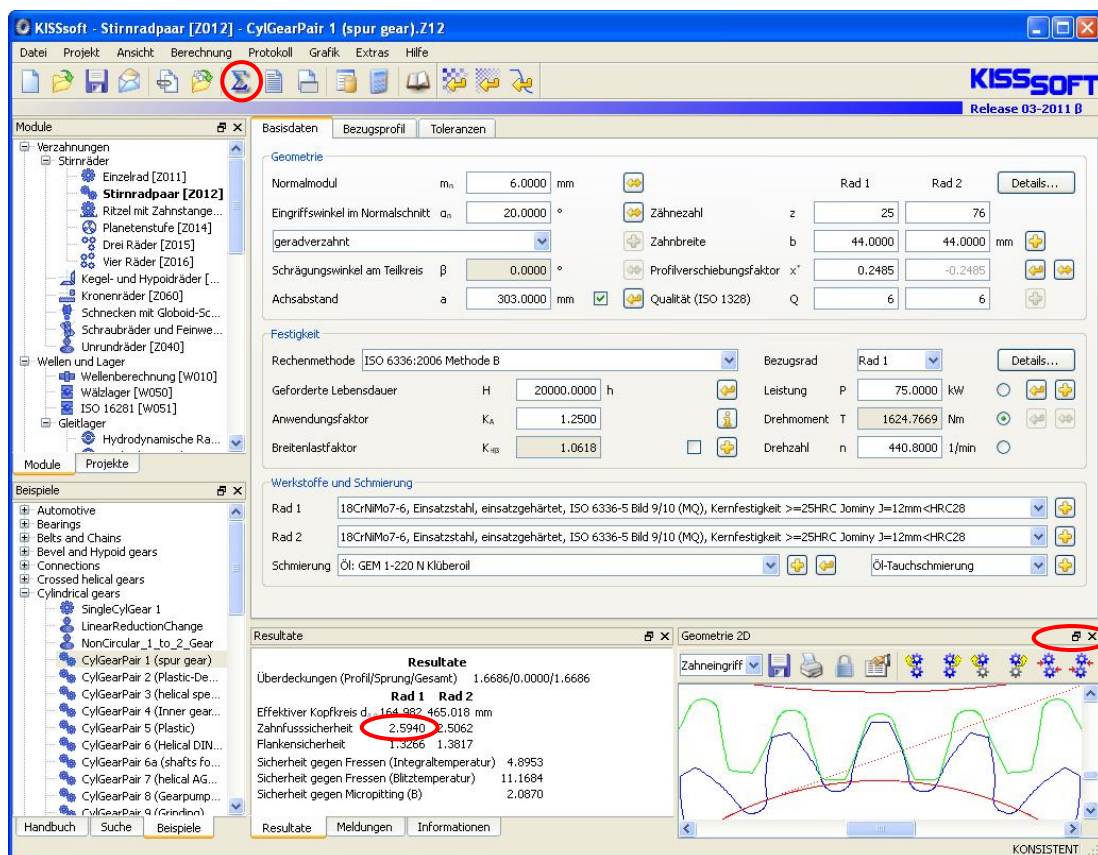 KISSsoft - Stirnradpaar [Z012] - CylGearPair 1 (spur gear).Z12
Datei Projekt Ansicht Berechnung Protokoll Grafik Extras Hilfe
KISSsoft
Release 03-2011 β
Module
Verzahnungen
Stirnräder
Einzelrad [Z011]
Stirnradpaar [Z012]
Ritzel mit Zahnstange...
Planetenstufe [Z014]
Drei Räder [Z015]
Vier Räder [Z016]
Kegel- und Hypoidräder [...
Kronenräder [Z060]
Schnecken mit Globoid-Sc...
Schraubräder und Feinwe...
Unrundräder [Z040]
Wellen und Lager
Wellenberechnung [W010]
Wälzlager [W050]
ISO 16281 [W051]
Gleitlager
Hydrodynamische Ra...
Module Projekte
Beispiele
Automotive
Bearings
Belts and Chains
Bevel and Hypoid gears
Connections
Crossed helical gears
Cylindrical gears
SingleCylGear 1
LinearReductionChange
NonCircular_1_to_2_Gear
CylGearPair 1 (spur gear)
CylGearPair 2 (Plastic-De...
CylGearPair 3 (helical spe...
CylGearPair 4 (Inner gear...
CylGearPair 5 (Plastic)
CylGearPair 6 (Helical DIN...
CylGearPair 6a (shafts fo...
CylGearPair 7 (helical AG...
CylGearPair 8 (Gearpump...
CylGearPair 9 (Grinding)
Handbuch Suche Beispiele
Basisdaten Bezugsprofil Toleranzen
Geometrie
Normalmodul mn 6.0000 mm Rad 1 Rad 2 Details...
Eingriffswinkel im Normalschnitt αn 20.0000 ° Zähnezahl z 25 76
geradverzahnt Zahnbreite b 44.0000 44.0000 mm
Schrägungswinkel am Teilkreis β 0.0000 ° Profilverschiebungsfaktor x* 0.2485 -0.2485
Achsabstand a 303.0000 mm Qualität (ISO 1328) Q 6 6
Festigkeit
Rechenmethode ISO 6336:2006 Methode B Bezugsrad Rad 1 Details...
Geforderte Lebensdauer H 20000.0000 h Leistung P 75.0000 kW
Anwendungsfaktor KA 1.2500 Drehmoment T 1624.7669 Nm
Breitenlastfaktor KHβ 1.0618 Drehzahl n 440.8000 1/min
Werkstoffe und Schmierung
Rad 1 18CrNiMo7-6, Einsatzstahl, einsatzgehärtet, ISO 6336-5 Bild 9/10 (MQ), Kernfestigkeit >=25HRC Jominy J=12mm<HRC28
Rad 2 18CrNiMo7-6, Einsatzstahl, einsatzgehärtet, ISO 6336-5 Bild 9/10 (MQ), Kernfestigkeit >=25HRC Jominy J=12mm<HRC28
Schmierung Öl: GEM 1-220 N Klüberoil Öl-Tauchschmierung
Resultate
Resultate
Überdeckungen (Profil/Sprung/Gesamt) 1.6686/0.0000/1.6686
Rad 1 Rad 2
Effektiver Kopfkreis 164.982 465.018 mm
Zahnfusssicherheit 2.5940 2.5062
Flankensicherheit 1.3266 1.3817
Sicherheit gegen Fressen (Integraltemperatur) 4.8953
Sicherheit gegen Fressen (Blitztemperatur) 11.1684
Sicherheit gegen Micropitting (B) 2.0870
Resultate Meldungen Informationen
Geometrie 2D
Zahneingriff
KONSISTENT